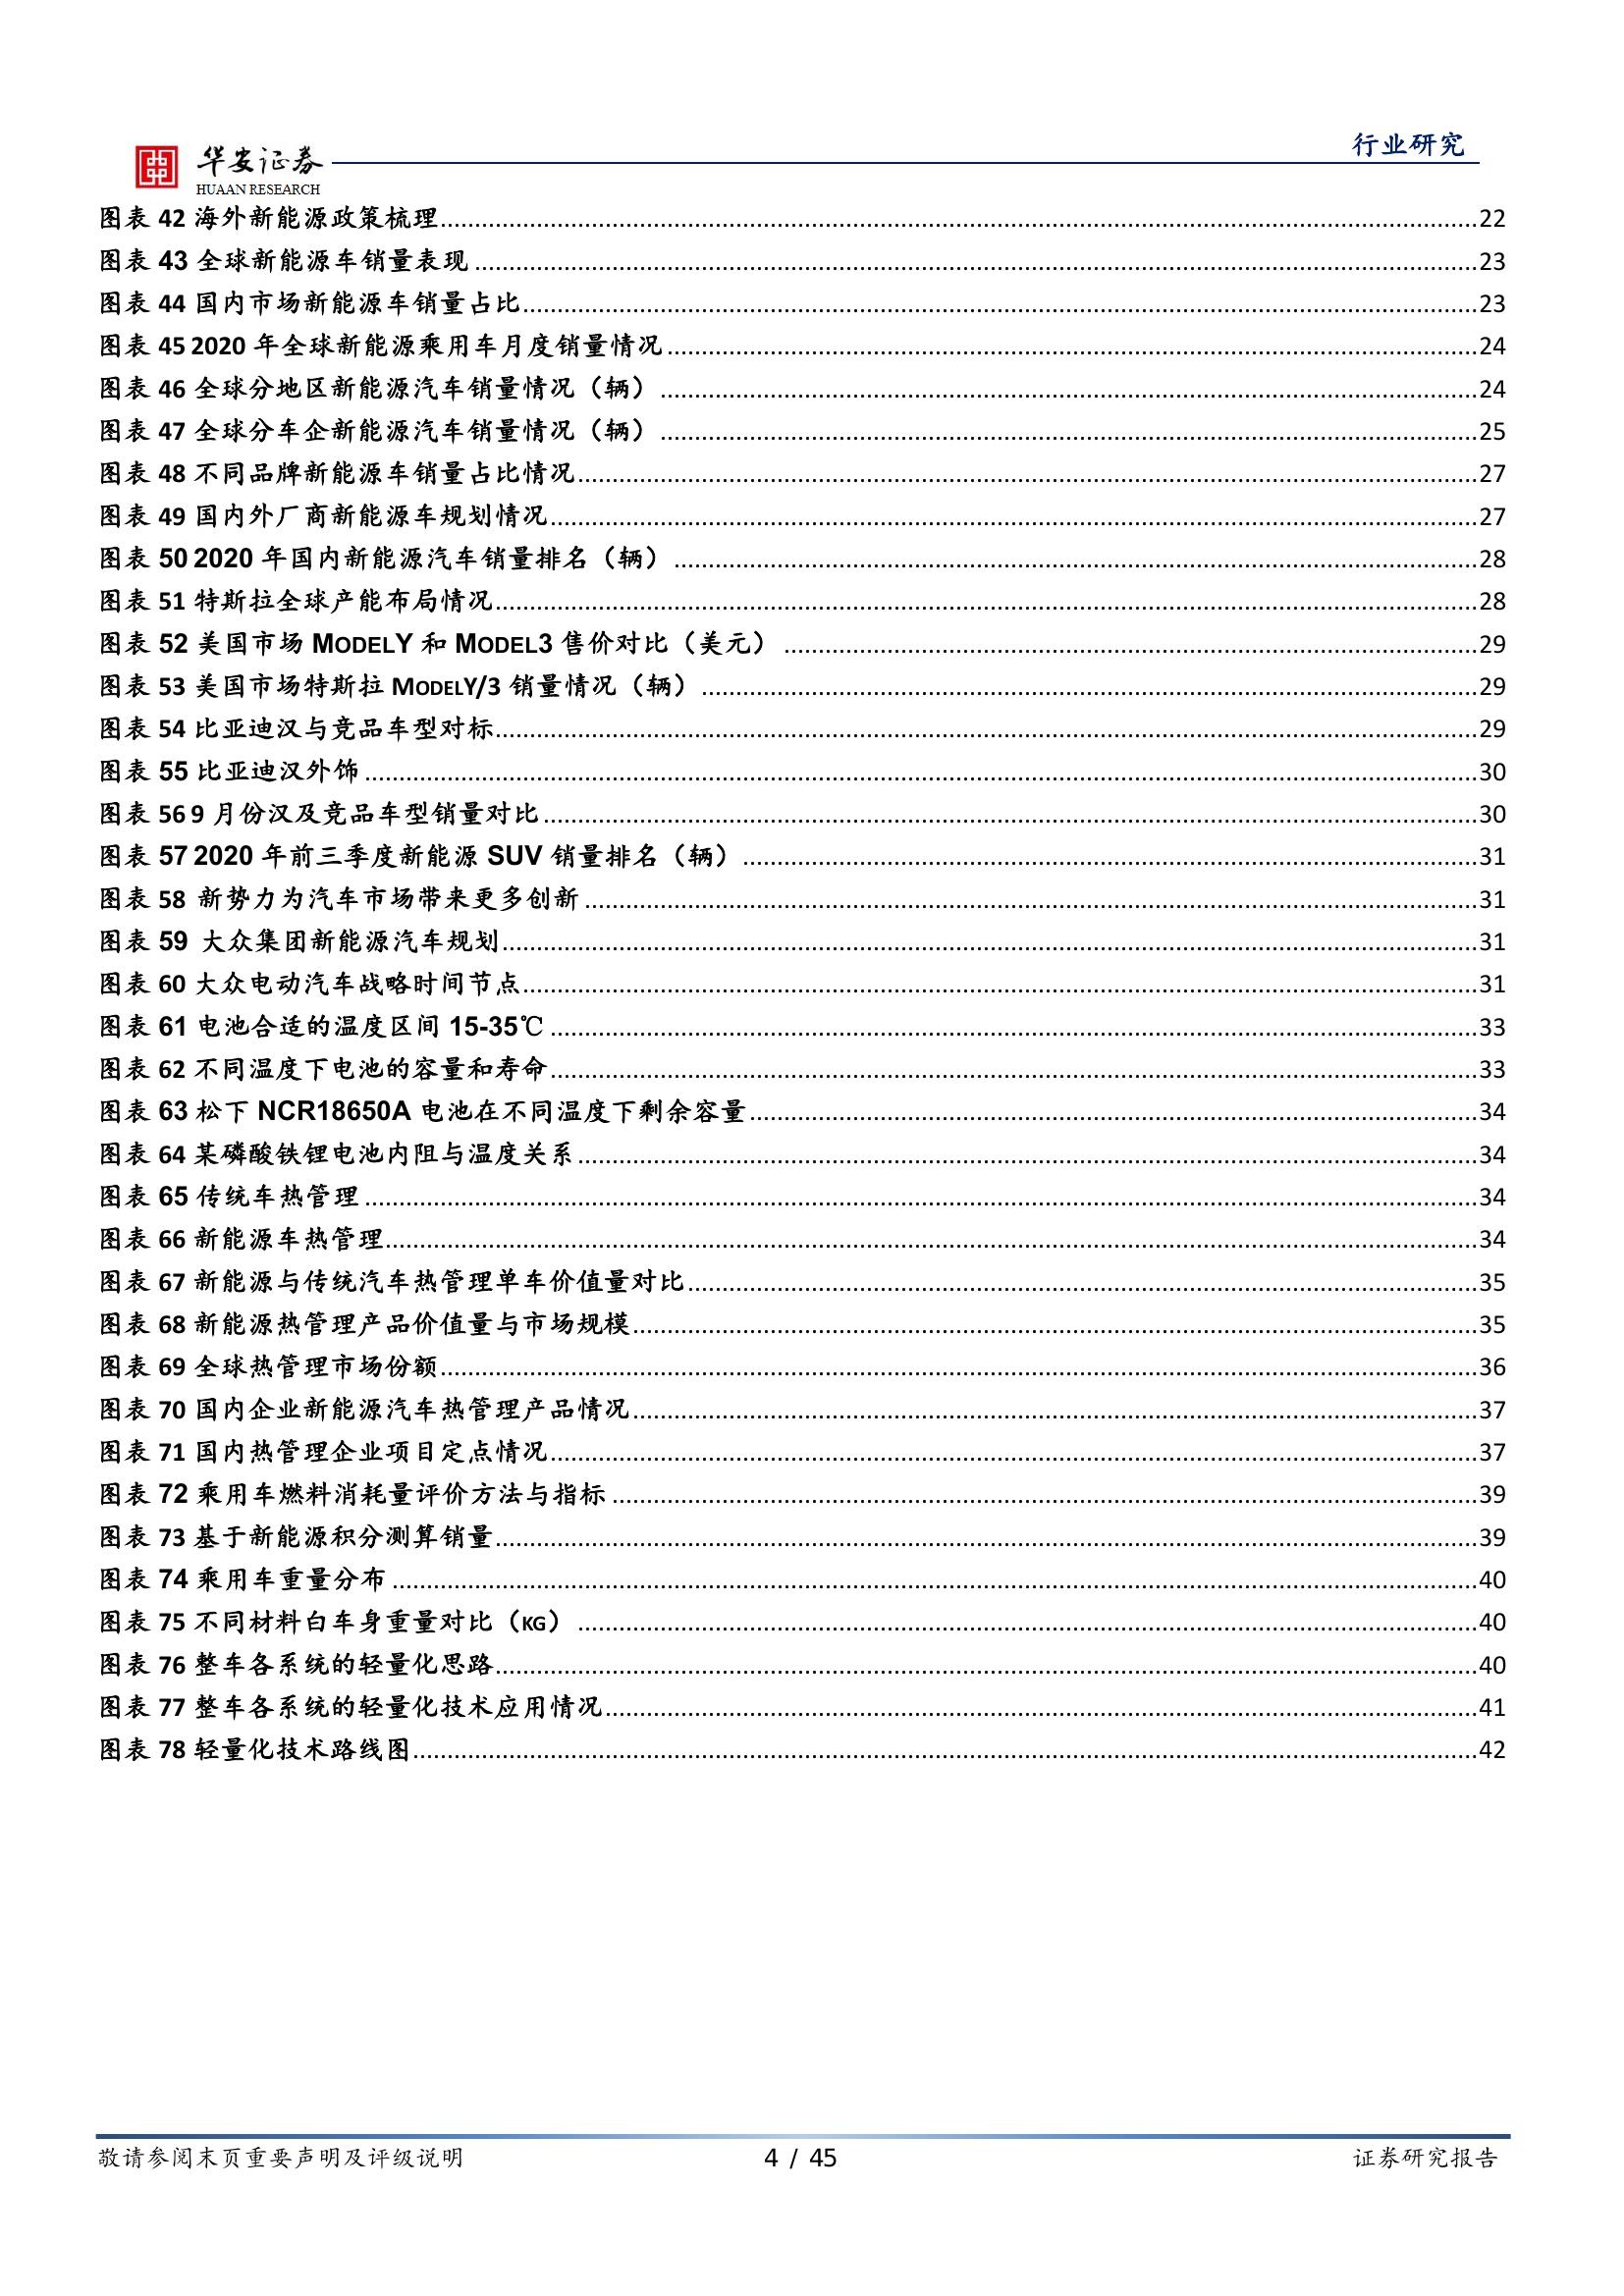 行业研究
华安证券
HUAAN RESEARCH
图表 42 海外新能源政策梳理.....22
图表 43 全球新能源车销量表现.....23
图表 44 国内市场新能源车销量占比.....23
图表 45 2020 年全球新能源乘用车月度销量情况.....24
图表 46 全球分地区新能源汽车销量情况（辆）.....24
图表 47 全球分车企新能源汽车销量情况（辆）.....25
图表 48 不同品牌新能源车销量占比情况.....27
图表 49 国内外厂商新能源车规划情况.....27
图表 50 2020 年国内新能源汽车销量排名（辆）.....28
图表 51 特斯拉全球产能布局情况.....28
图表 52 美国市场 MODELY 和 MODEL3 售价对比（美元）.....29
图表 53 美国市场特斯拉 MODELY/3 销量情况（辆）.....29
图表 54 比亚迪汉与竞品车型对标.....29
图表 55 比亚迪汉外饰.....30
图表 56 9 月份汉及竞品车型销量对比.....30
图表 57 2020 年前三季度新能源 SUV 销量排名（辆）.....31
图表 58 新势力为汽车市场带来更多创新.....31
图表 59 大众集团新能源汽车规划.....31
图表 60 大众电动汽车战略时间节点.....31
图表 61 电池合适的温度区间 15-35℃.....33
图表 62 不同温度下电池的容量和寿命.....33
图表 63 松下 NCR18650A 电池在不同温度下剩余容量.....34
图表 64 某磷酸铁锂电池内阻与温度关系.....34
图表 65 传统车热管理.....34
图表 66 新能源车热管理.....34
图表 67 新能源与传统汽车热管理单车价值量对比.....35
图表 68 新能源热管理产品价值量与市场规模.....35
图表 69 全球热管理市场份额.....36
图表 70 国内企业新能源汽车热管理产品情况.....37
图表 71 国内热管理企业项目定点情况.....37
图表 72 乘用车燃料消耗量评价方法与指标.....39
图表 73 基于新能源积分测算销量.....39
图表 74 乘用车重量分布.....40
图表 75 不同材料白车身重量对比（KG）.....40
图表 76 整车各系统的轻量化思路.....40
图表 77 整车各系统的轻量化技术应用情况.....41
图表 78 轻量化技术路线图.....42
敬请参阅末页重要声明及评级说明 4 / 45 证券研究报告